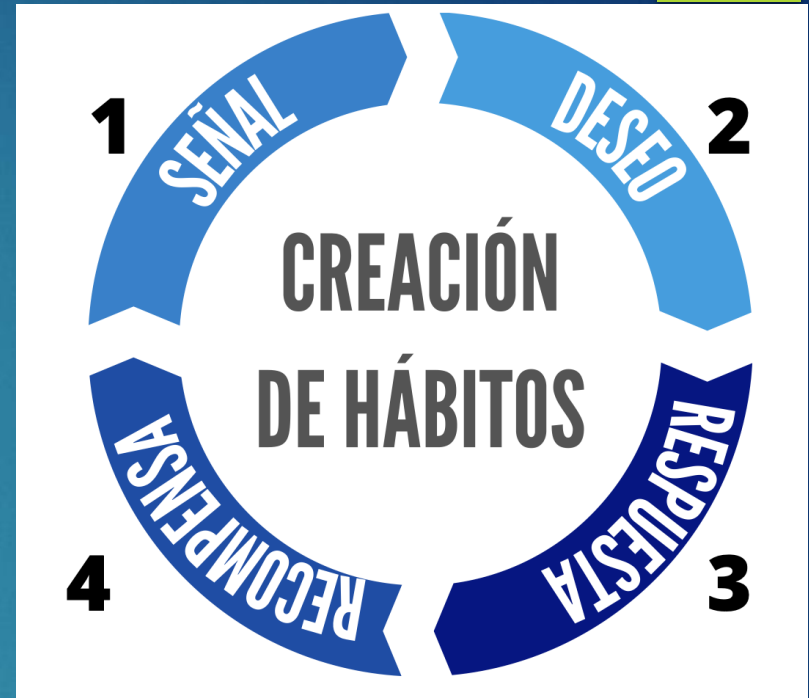 1
SEÑAL
DESEO
2
CREACIÓN
DE HÁBITOS
RESPUESTA
3
RECOMPENSA
4